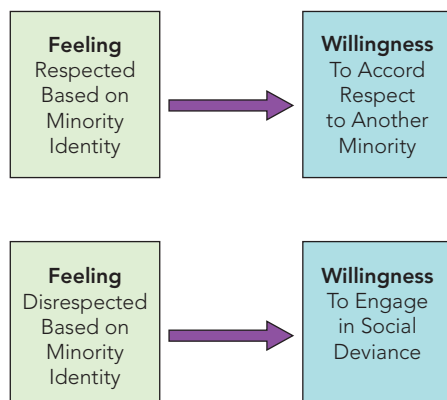 Feeling
Respected
Based on
Minority
Identity
Willingness
To Accord
Respect
to Another
Minority
Feeling
Disrespected
Based on
Minority
Identity
Willingness
To Engage
in Social
Deviance